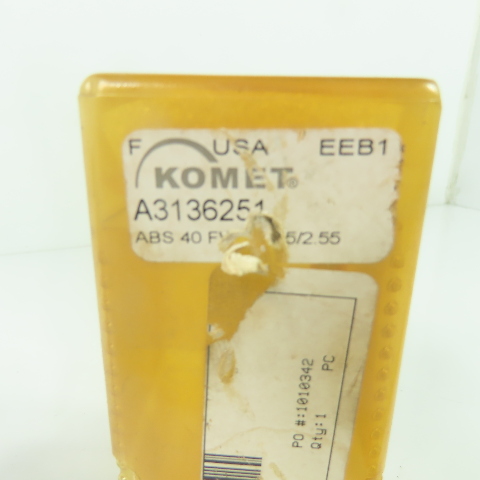 F USA EEB1
KOMET®
A3136251
ABS 40 5/2.55
PO #:1010342
Qty:1 PC